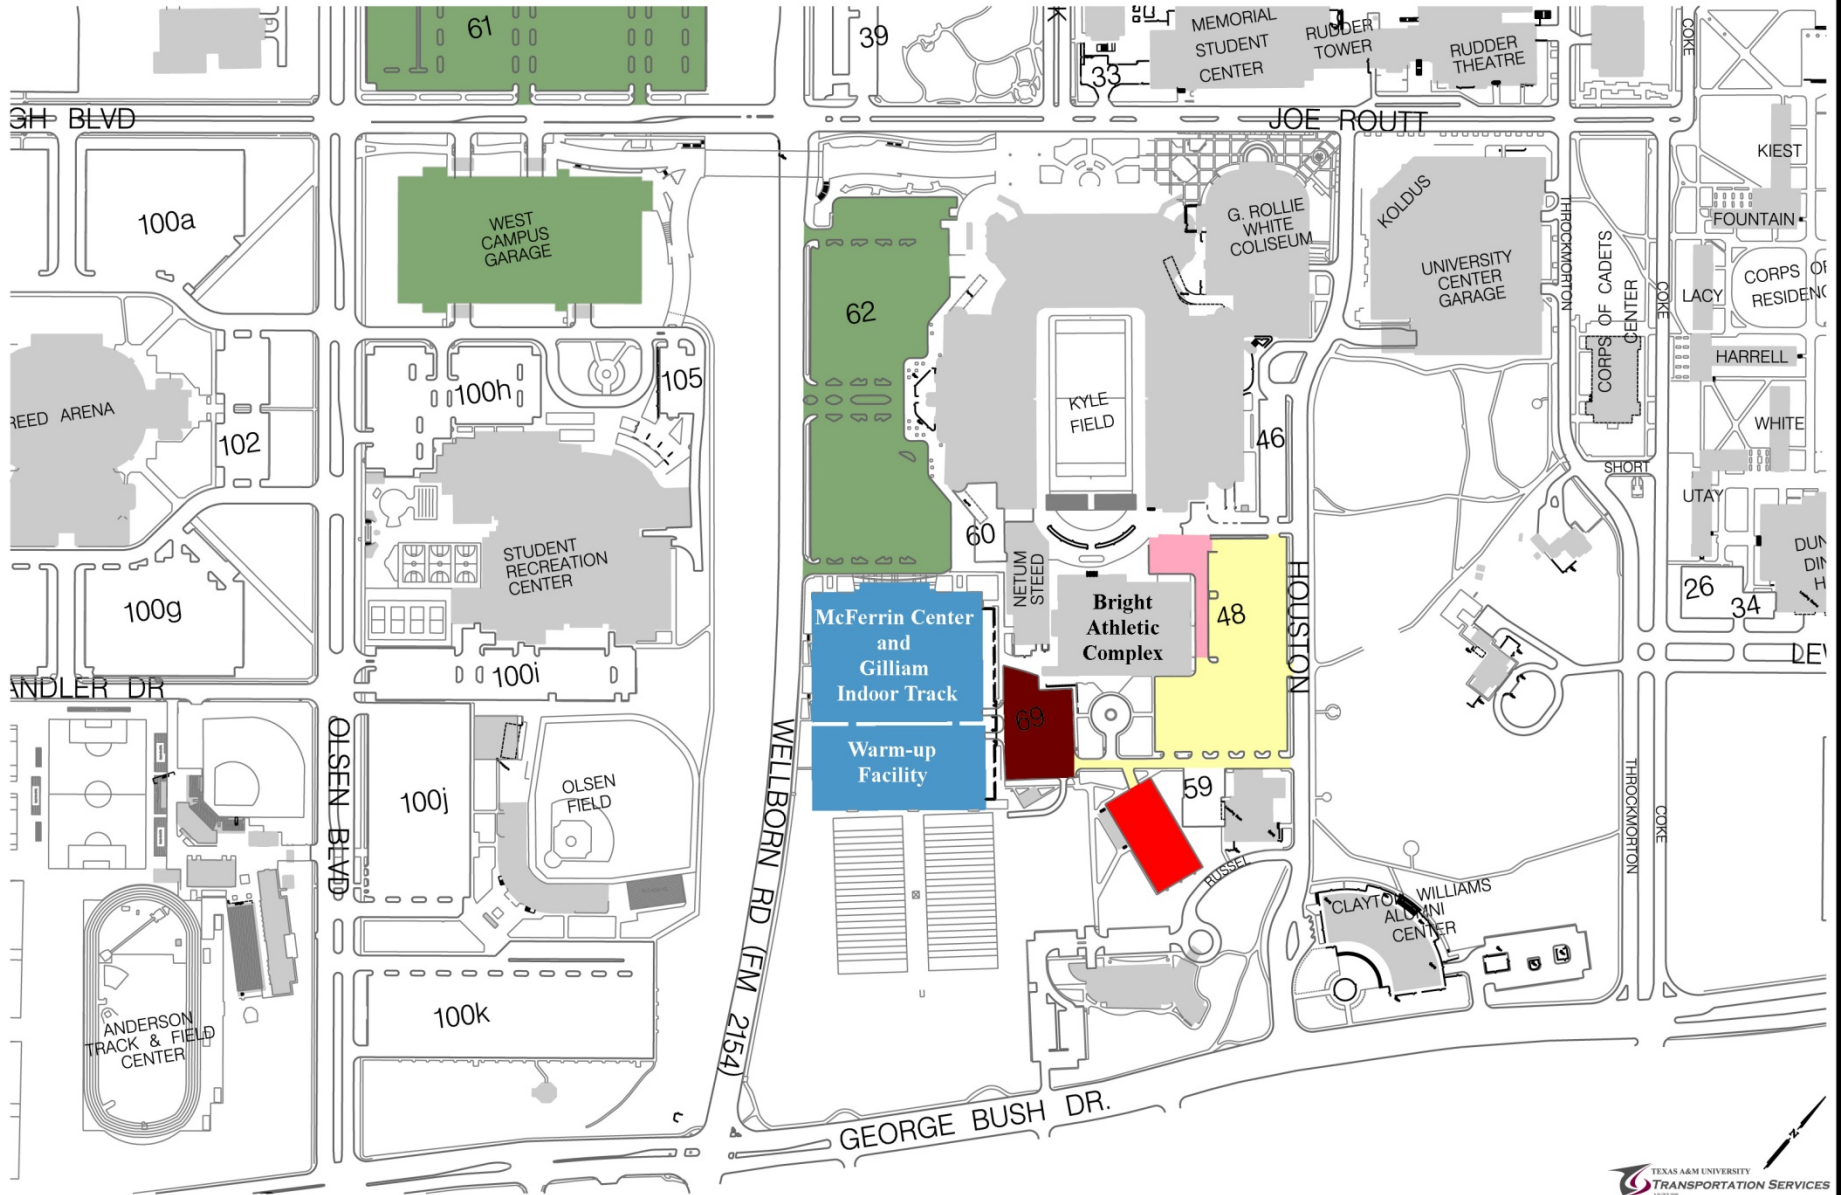 61
39
33
MEMORIAL
STUDENT
CENTER
RUDDER
TOWER
RUDDER
THEATRE
COKE
GH BLVD
JOE ROUTT
100a
WEST
CAMPUS
GARAGE
62
G. ROLLIE
WHITE
COLISEUM
KOLDUS
UNIVERSITY
CENTER
GARAGE
THROCKMORTON
CORPS OF CADETS
CENTER
COKE
KIEST
FOUNTAIN
LACY
CORPS OF
RESIDENC
HARRELL
WHITE
SHORT
UTAY
DUN
DIN
H
26
34
LEW
REED ARENA
102
100h
105
KYLE
FIELD
46
60
NETUM
STEED
STUDENT
RECREATION
CENTER
100g
100i
ANDLER DR
McFerrin Center
and
Gilliam
Indoor Track
Warm-up
Facility
Bright
Athletic
Complex
48
HOUSTON
69
59
RUSSEL
OLSEN BLVD
100j
OLSEN
FIELD
WELLBORN RD (FM 2154)
THROCKMORTON
COKE
CLAYTO WILLIAMS
ALUMNI
CENTER
ANDERSON
TRACK & FIELD
CENTER
100k
GEORGE BUSH DR.
N
TEXAS A&M UNIVERSITY
TRANSPORTATION SERVICES